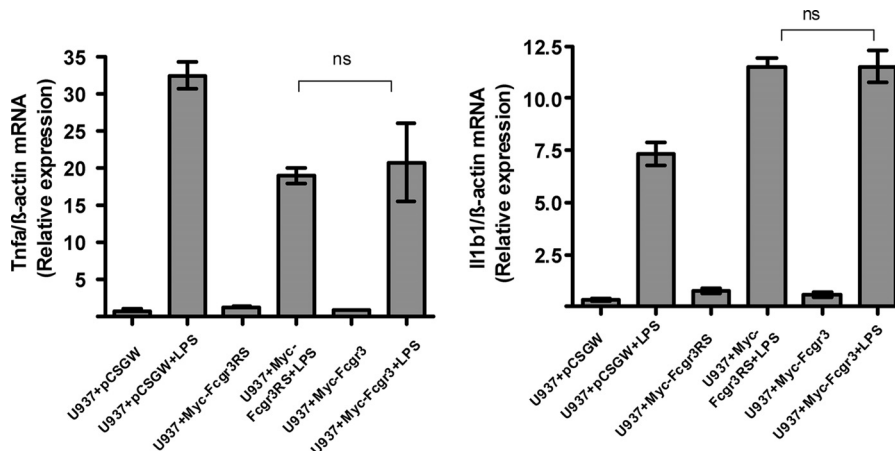 Tnfa/ß-actin mRNA
(Relative expression)
35
30
25
20
15
10
5
ns
U937+pCSGW
U937+pCSGW+LPS
U937+Myc-Fcgr3RS
U937+Myc-
Fcgr3RS+LPS
U937+Myc-Fcgr3
U937+Myc-Fcgr3+LPS
Il1b1/ß-actin mRNA
(Relative expression)
12.5
10.0
7.5
5.0
2.5
ns
U937+pCSGW
U937+pCSGW+LPS
U937+Myc-Fcgr3RS
U937+Myc-
Fcgr3RS+LPS
U937+Myc-Fcgr3
U937+Myc-Fcgr3+LPS